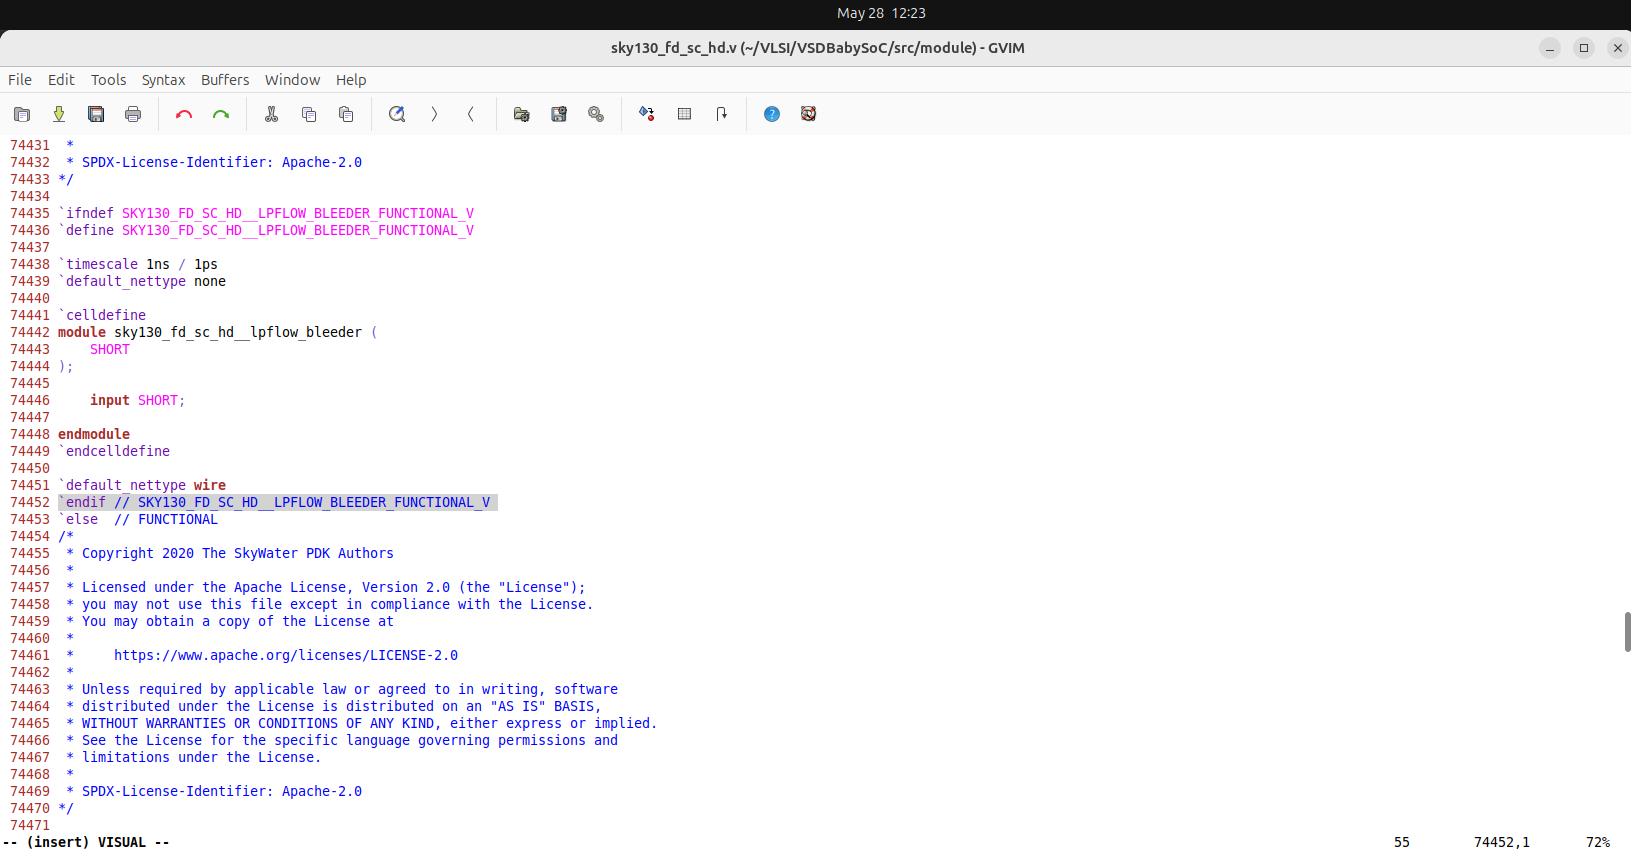 May 28 12:23
sky130_fd_sc_hd.v (~/VLSI/VSDBabySoC/src/module) - GVIM
File Edit Tools Syntax Buffers Window Help
74431  *
74432  * SPDX-License-Identifier: Apache-2.0
74433 */
74434
74435 `ifndef SKY130_FD_SC_HD__LPFLOW_BLEEDER_FUNCTIONAL_V
74436 `define SKY130_FD_SC_HD__LPFLOW_BLEEDER_FUNCTIONAL_V
74437
74438 `timescale 1ns / 1ps
74439 `default_nettype none
74440
74441 `celldefine
74442 module sky130_fd_sc_hd__lpflow_bleeder (
74443     SHORT
74444 );
74445
74446     input SHORT;
74447
74448 endmodule
74449 `endcelldefine
74450
74451 `default_nettype wire
74452 `endif // SKY130_FD_SC_HD__LPFLOW_BLEEDER_FUNCTIONAL_V
74453 `else  // FUNCTIONAL
74454 /*
74455  * Copyright 2020 The SkyWater PDK Authors
74456  *
74457  * Licensed under the Apache License, Version 2.0 (the "License");
74458  * you may not use this file except in compliance with the License.
74459  * You may obtain a copy of the License at
74460  *
74461  *     https://www.apache.org/licenses/LICENSE-2.0
74462  *
74463  * Unless required by applicable law or agreed to in writing, software
74464  * distributed under the License is distributed on an "AS IS" BASIS,
74465  * WITHOUT WARRANTIES OR CONDITIONS OF ANY KIND, either express or implied.
74466  * See the License for the specific language governing permissions and
74467  * limitations under the License.
74468  *
74469  * SPDX-License-Identifier: Apache-2.0
74470 */
74471
-- (insert) VISUAL -- 55 74452,1 72%